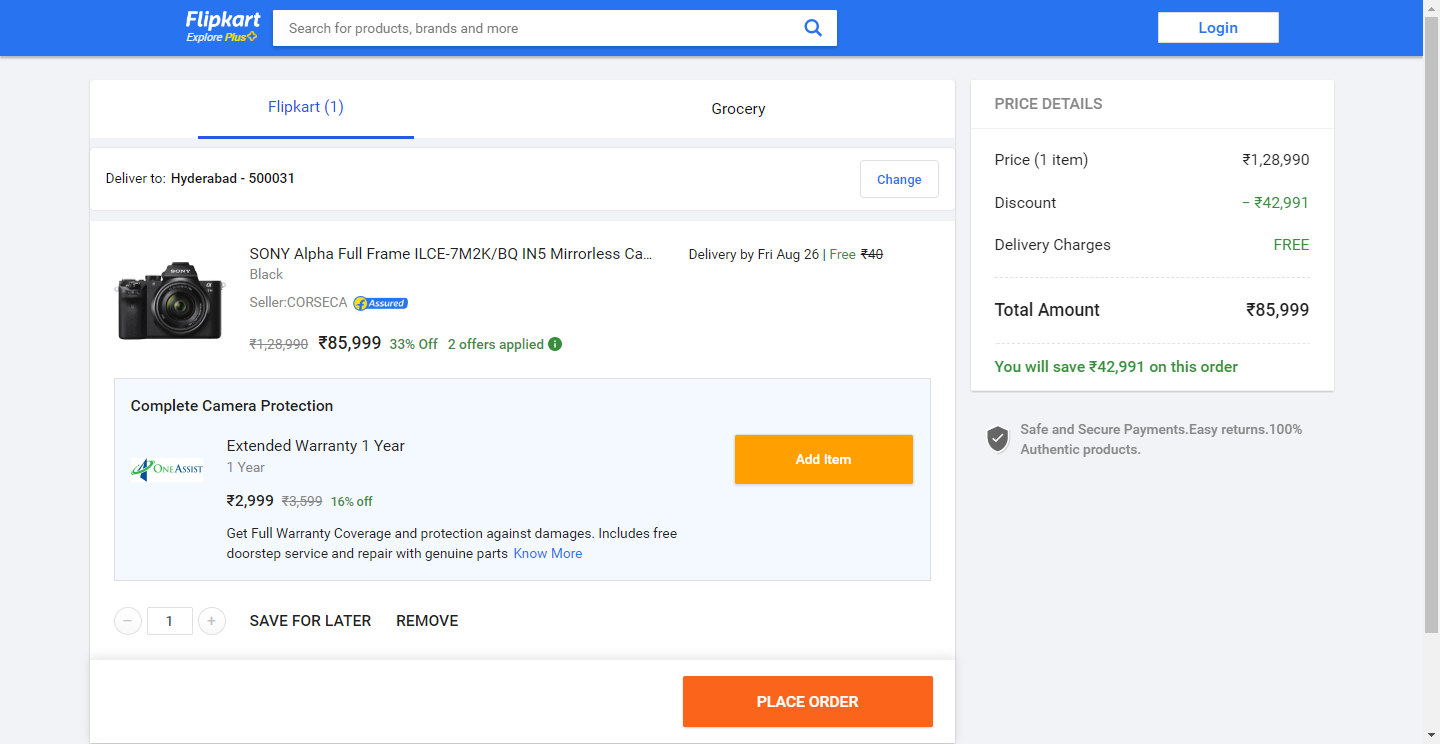 Flipkart
Explore Plus
Search for products, brands and more
Login
Flipkart (1)
Grocery
Deliver to: Hyderabad - 500031
Change
SONY Alpha Full Frame ILCE-7M2K/BQ IN5 Mirrorless Ca...
Black
Seller:CORSECA Assured
₹1,28,990 ₹85,999 33% Off 2 offers applied
Delivery by Fri Aug 26 | Free ₹40
SONY
Complete Camera Protection
ONEASSIST
Extended Warranty 1 Year
1 Year
₹2,999 ₹3,599 16% off
Get Full Warranty Coverage and protection against damages. Includes free
doorstep service and repair with genuine parts Know More
Add Item
− 1 +
SAVE FOR LATER
REMOVE
PLACE ORDER
PRICE DETAILS
Price (1 item) ₹1,28,990
Discount − ₹42,991
Delivery Charges FREE
Total Amount ₹85,999
You will save ₹42,991 on this order
Safe and Secure Payments.Easy returns.100%
Authentic products.